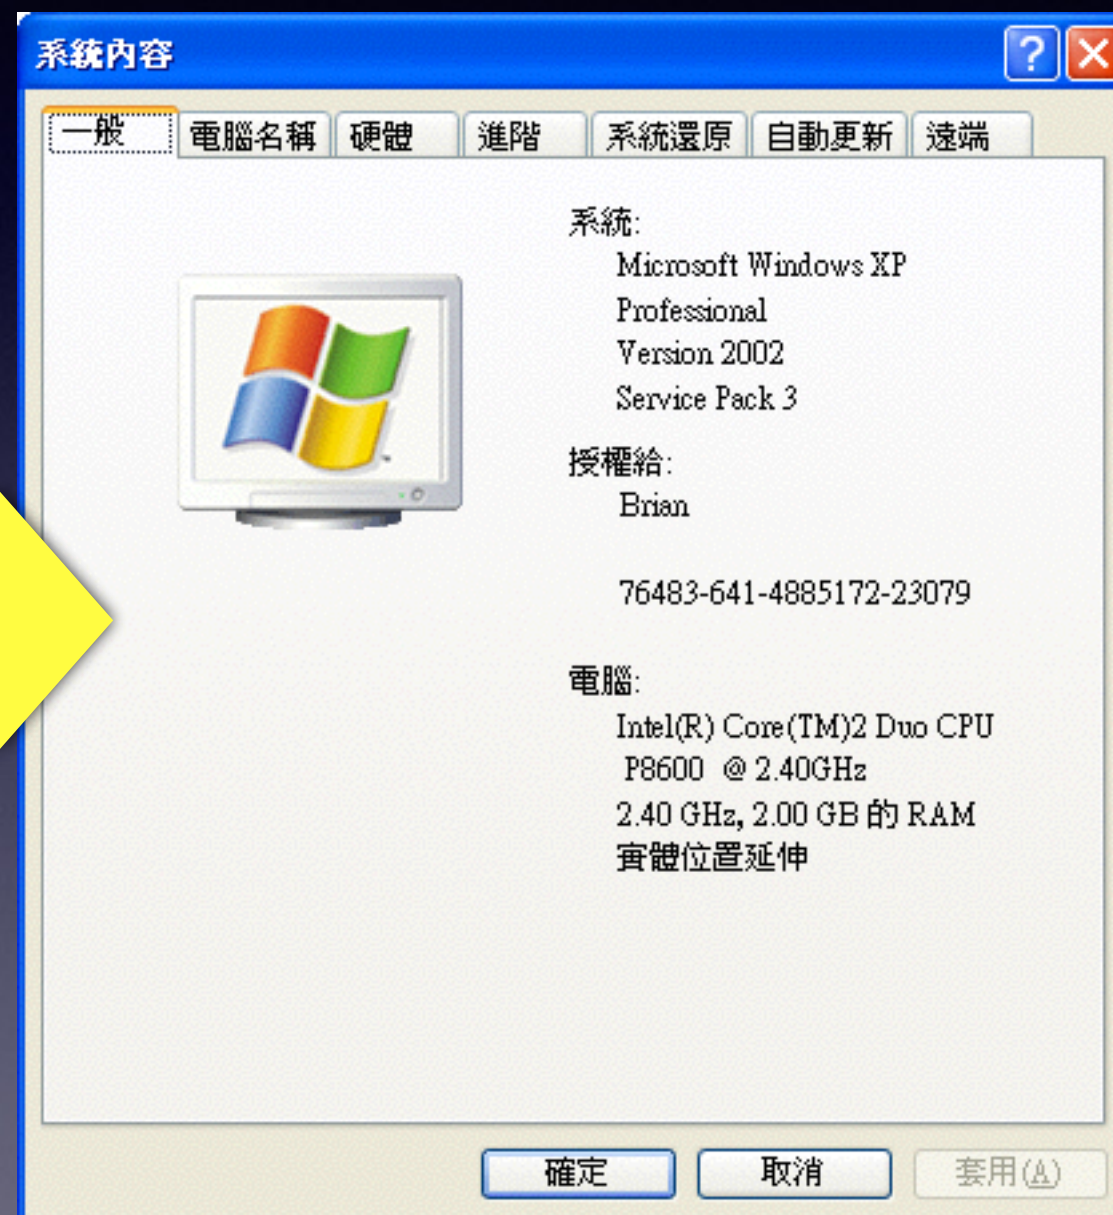 系統內容
一般 電腦名稱 硬體 進階 系統還原 自動更新 遠端
系統:
Microsoft Windows XP
Professional
Version 2002
Service Pack 3
授權給:
Brian
76483-641-4885172-23079
電腦:
Intel(R) Core(TM)2 Duo CPU
P8600 @ 2.40GHz
2.40 GHz, 2.00 GB 的 RAM
實體位置延伸
確定 取消 套用(A)